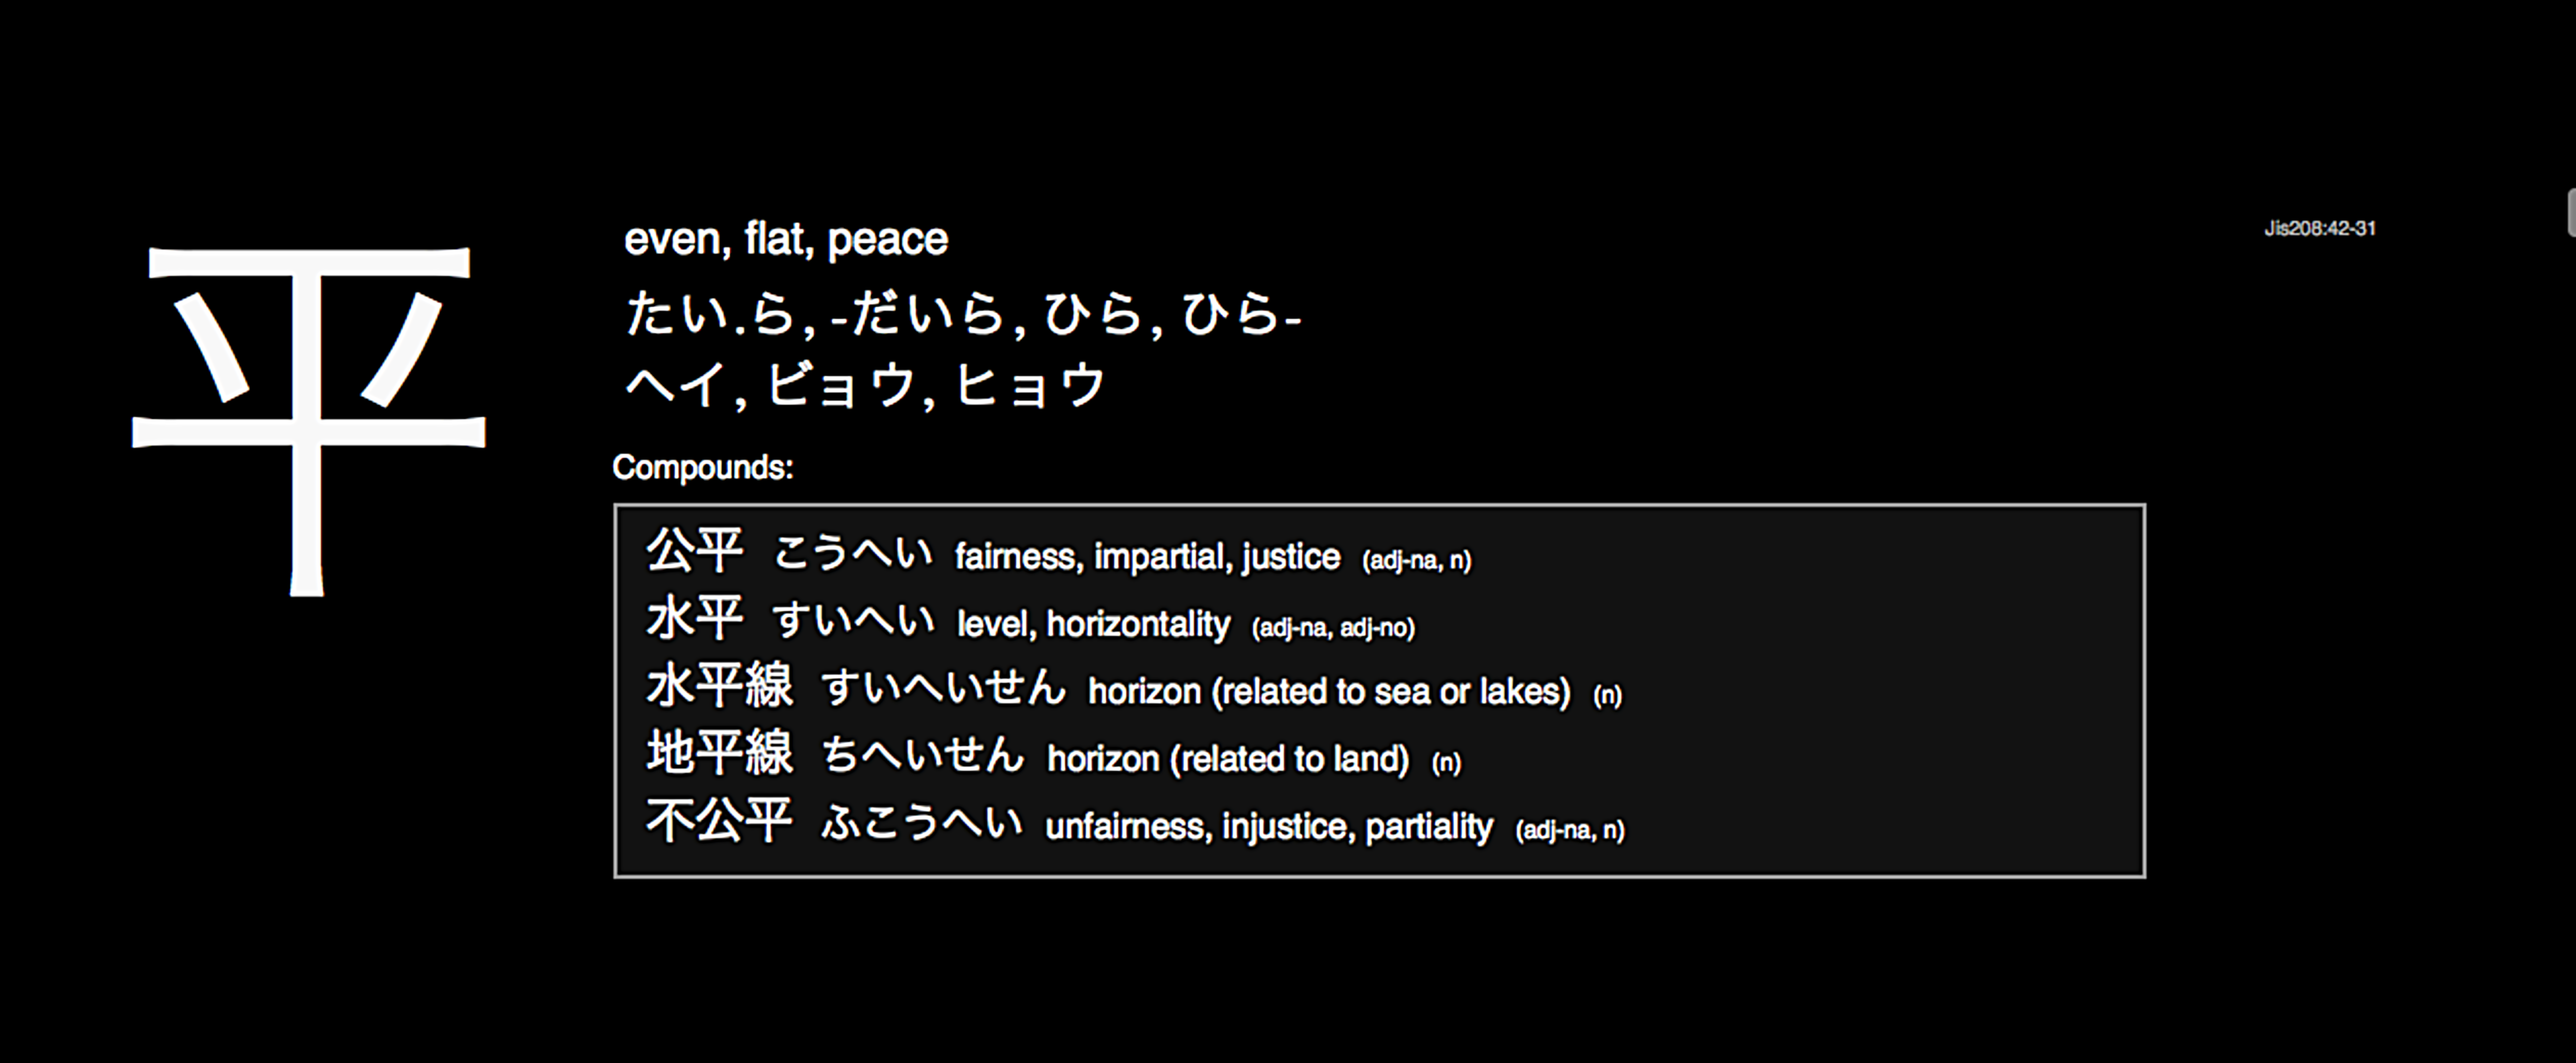 平
even, flat, peace
たい.ら, -だいら, ひら, ひら-
ヘイ, ビョウ, ヒョウ
Jis208:42-31
Compounds:
公平 こうへい fairness, impartial, justice (adj-na, n)
水平 すいへい level, horizontality (adj-na, adj-no)
水平線 すいへいせん horizon (related to sea or lakes) (n)
地平線 ちへいせん horizon (related to land) (n)
不公平 ふこうへい unfairness, injustice, partiality (adj-na, n)